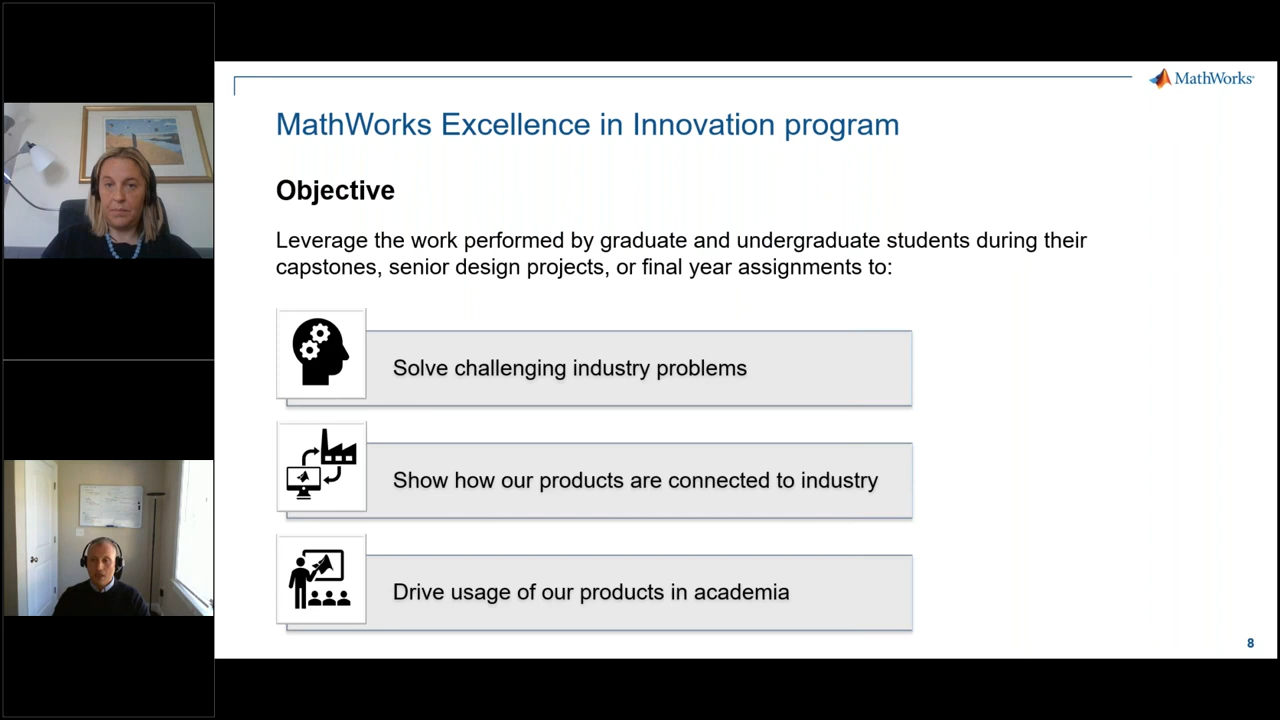 MathWorks
MathWorks Excellence in Innovation program
Objective
Leverage the work performed by graduate and undergraduate students during their
capstones, senior design projects, or final year assignments to:
Solve challenging industry problems
Show how our products are connected to industry
Drive usage of our products in academia
8